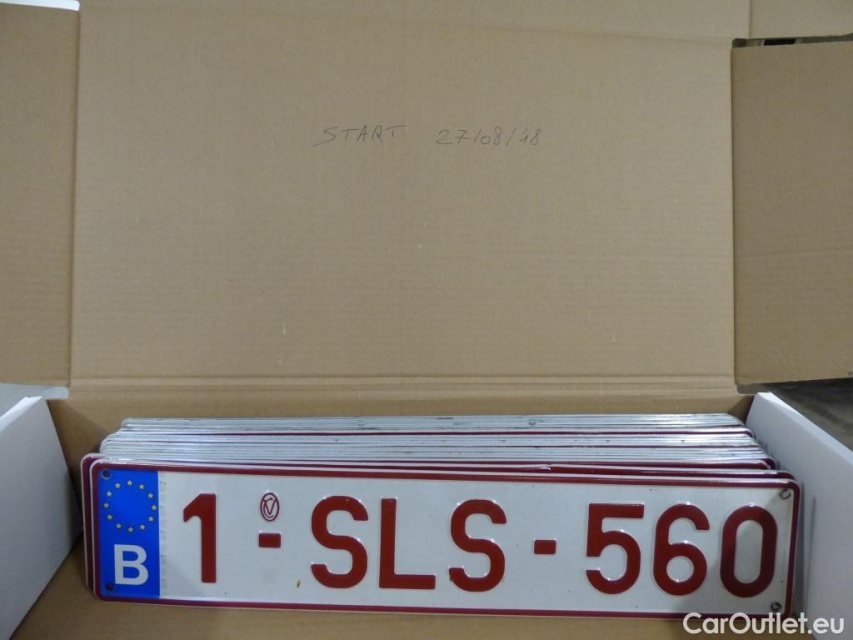 START 27/08/18
B 1-SLS-560
CarOutlet.eu